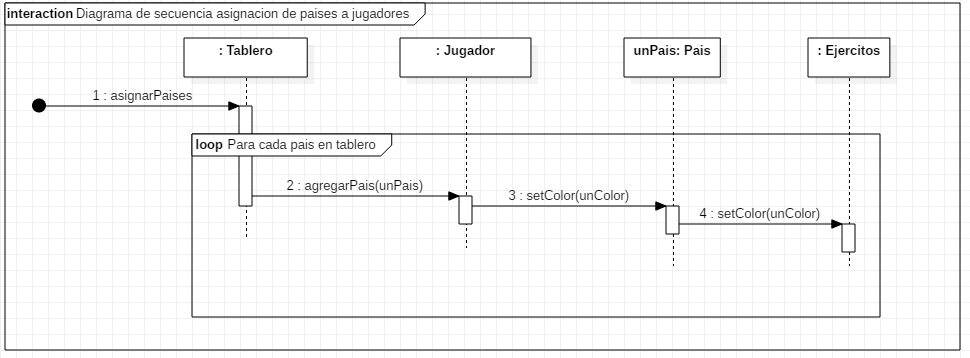 interaction Diagrama de secuencia asignacion de paises a jugadores
: Tablero
: Jugador
unPais: Pais
: Ejercitos
1 : asignarPaises
loop Para cada pais en tablero
2 : agregarPais(unPais)
3 : setColor(unColor)
4 : setColor(unColor)